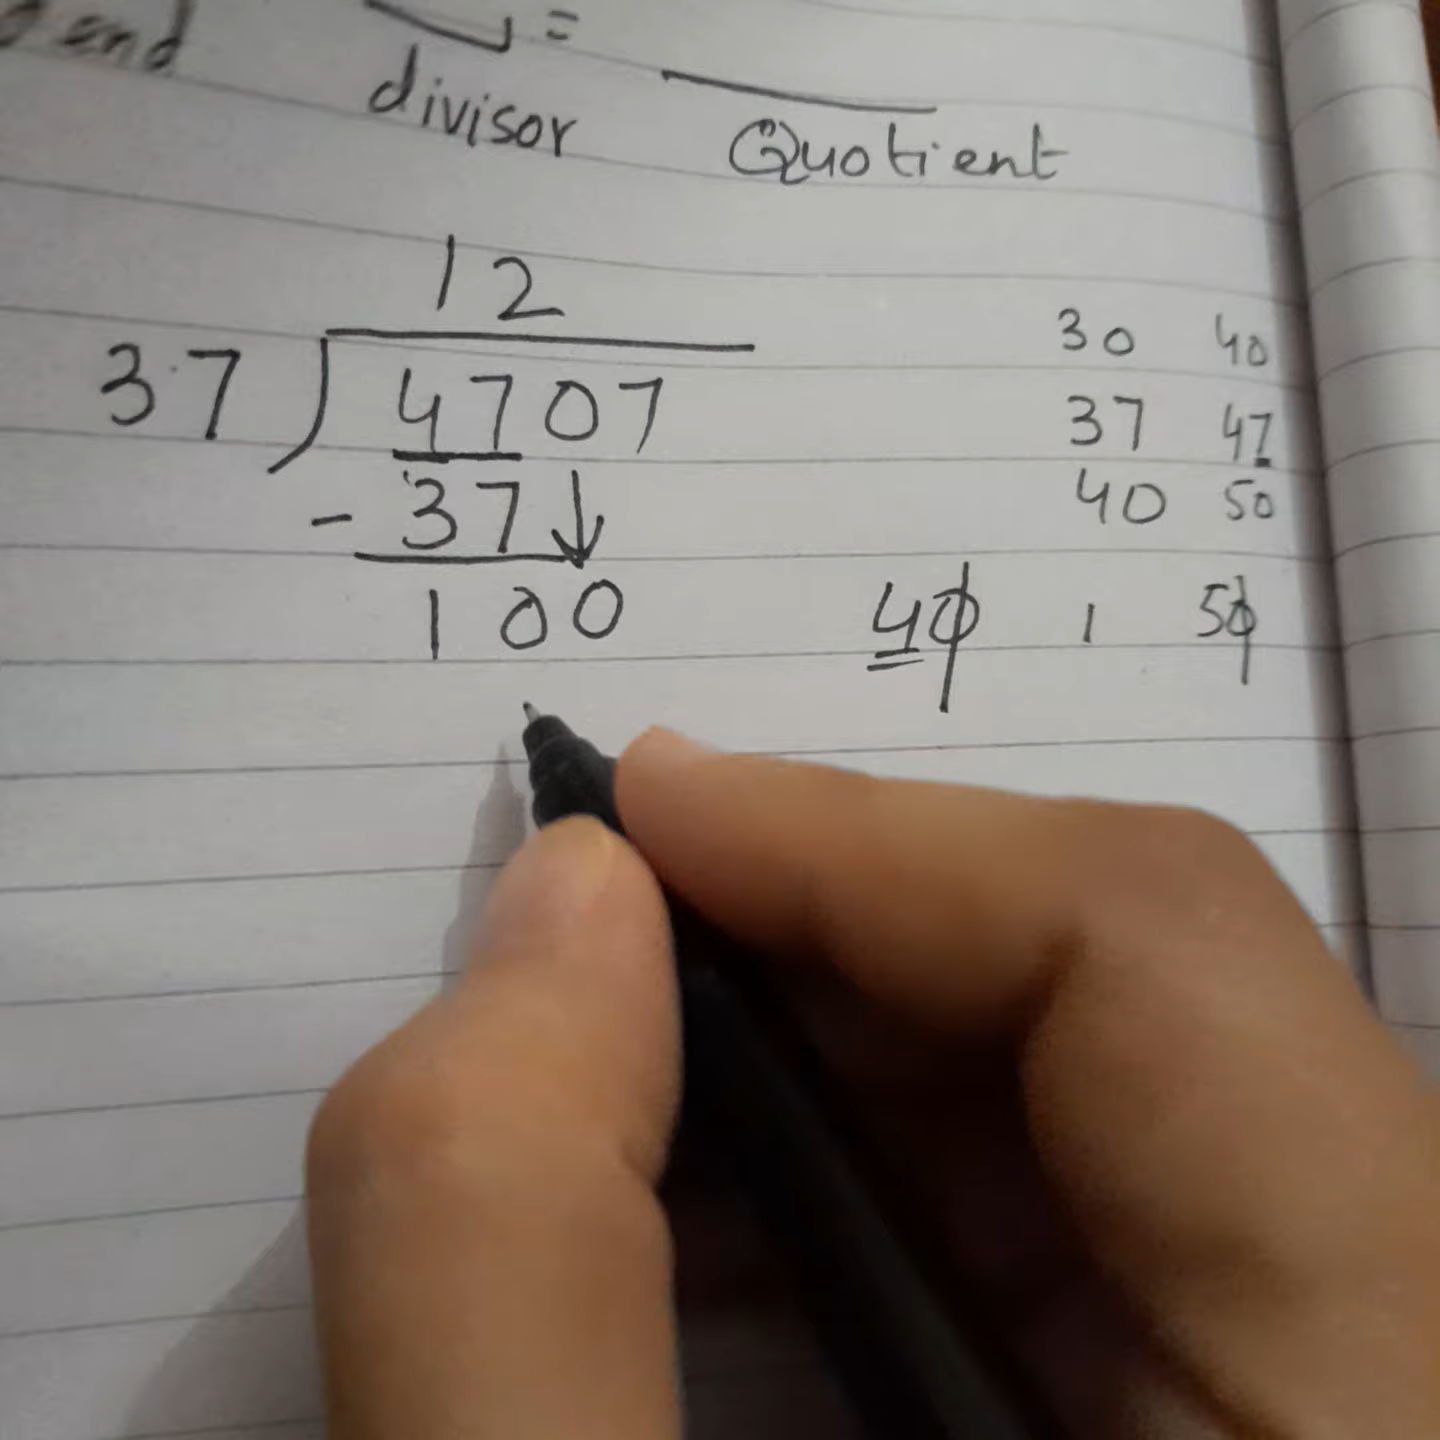 end =
divisor Quotient
12
37 ) 4707
- 37 ↓
100
30 40
37 47
40 50
40 1 50